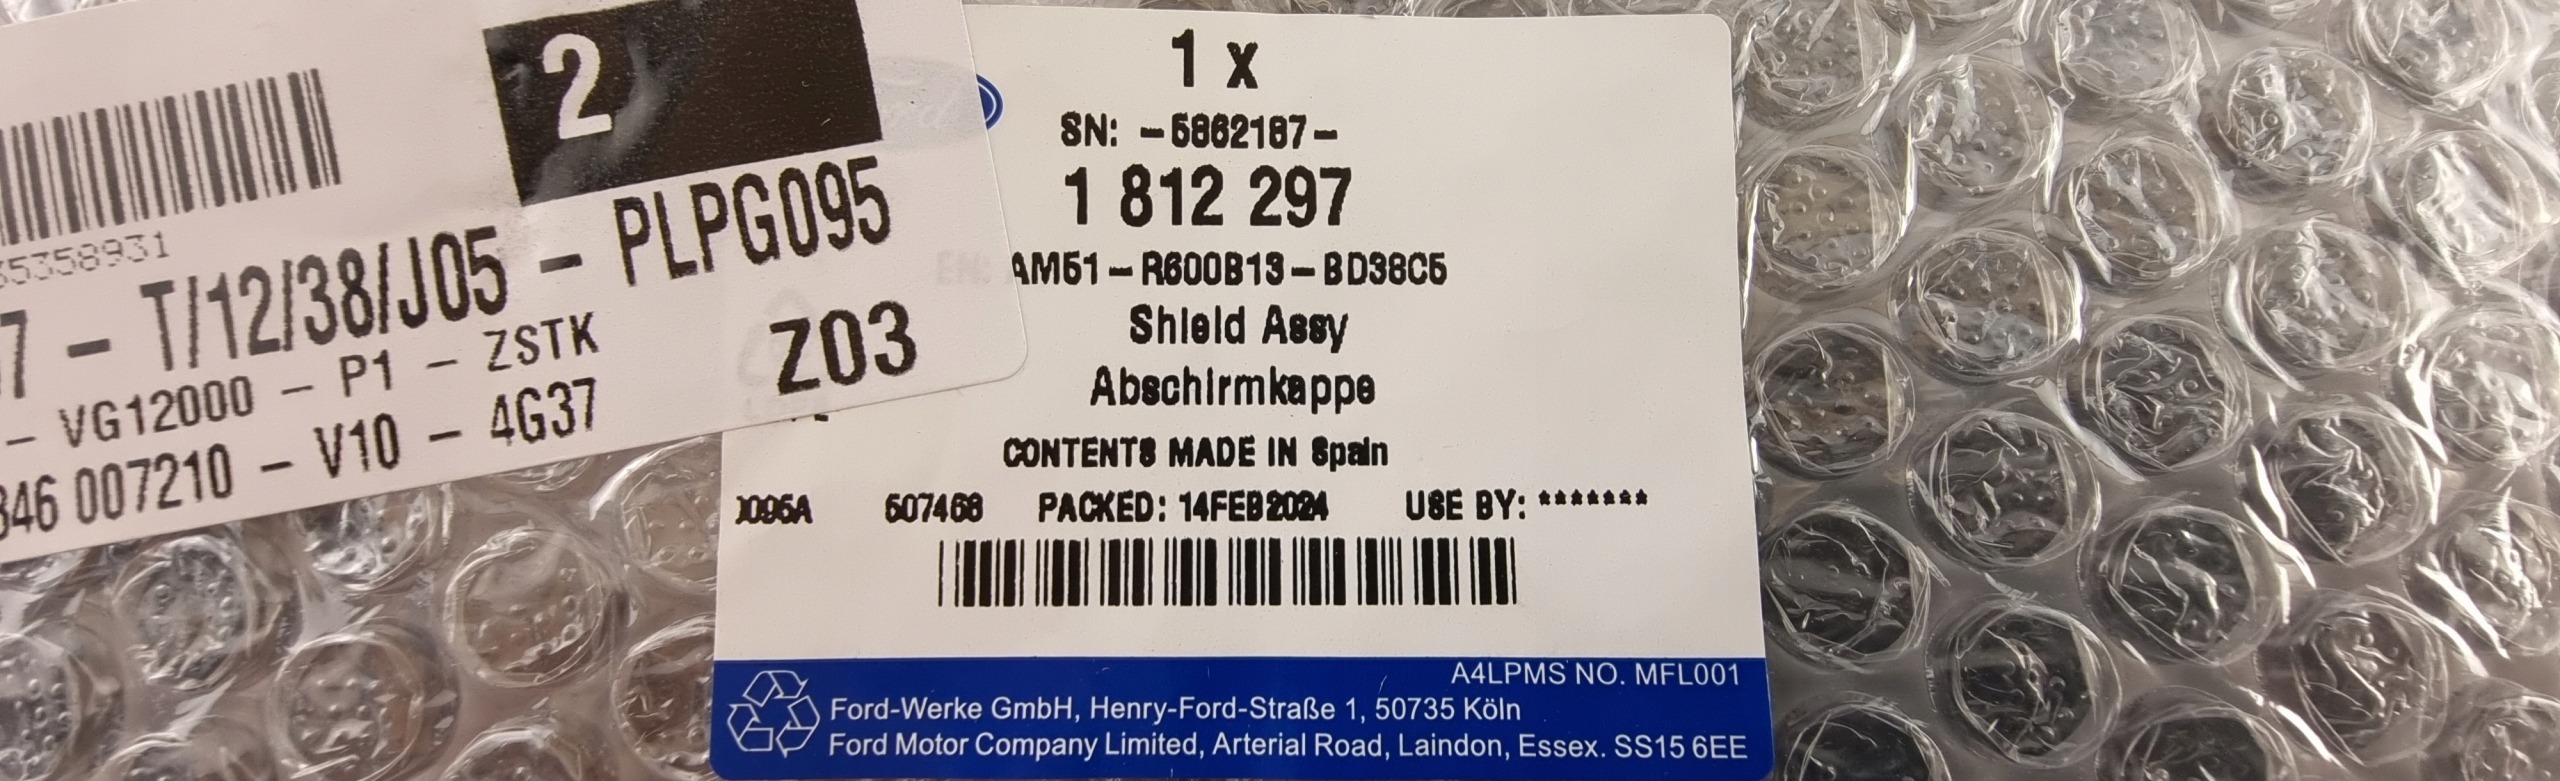 2
35358931
7 - T/12/38/J05 - PLPG095
- VG12000 - P1 - ZSTK
Z03
346 007210 - V10 - 4G37
1 x
SN: -5862187-
1 812 297
EN: AM51-R600B13-BD38C5
Shield Assy
Abschirmkappe
CONTENTS MADE IN Spain
507468 PACKED: 14FEB2024 USE BY: *******
A4LPMS NO. MFL001
Ford-Werke GmbH, Henry-Ford-Straße 1, 50735 Köln
Ford Motor Company Limited, Arterial Road, Laindon, Essex. SS15 6EE